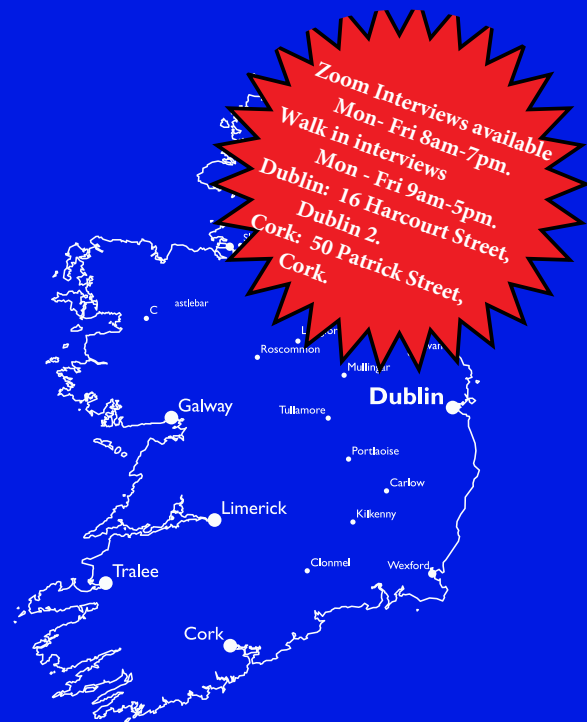 Zoom Interviews available
Mon- Fri 8am-7pm.
Walk in interviews
Mon - Fri 9am-5pm.
Dublin: 16 Harcourt Street,
Dublin 2.
Cork: 50 Patrick Street,
Cork.
C astlebar
Roscommon
Mullingar
Dublin
Galway
Tullamore
Portlaoise
Carlow
Limerick
Kilkenny
Clonmel
Wexford
Tralee
Cork